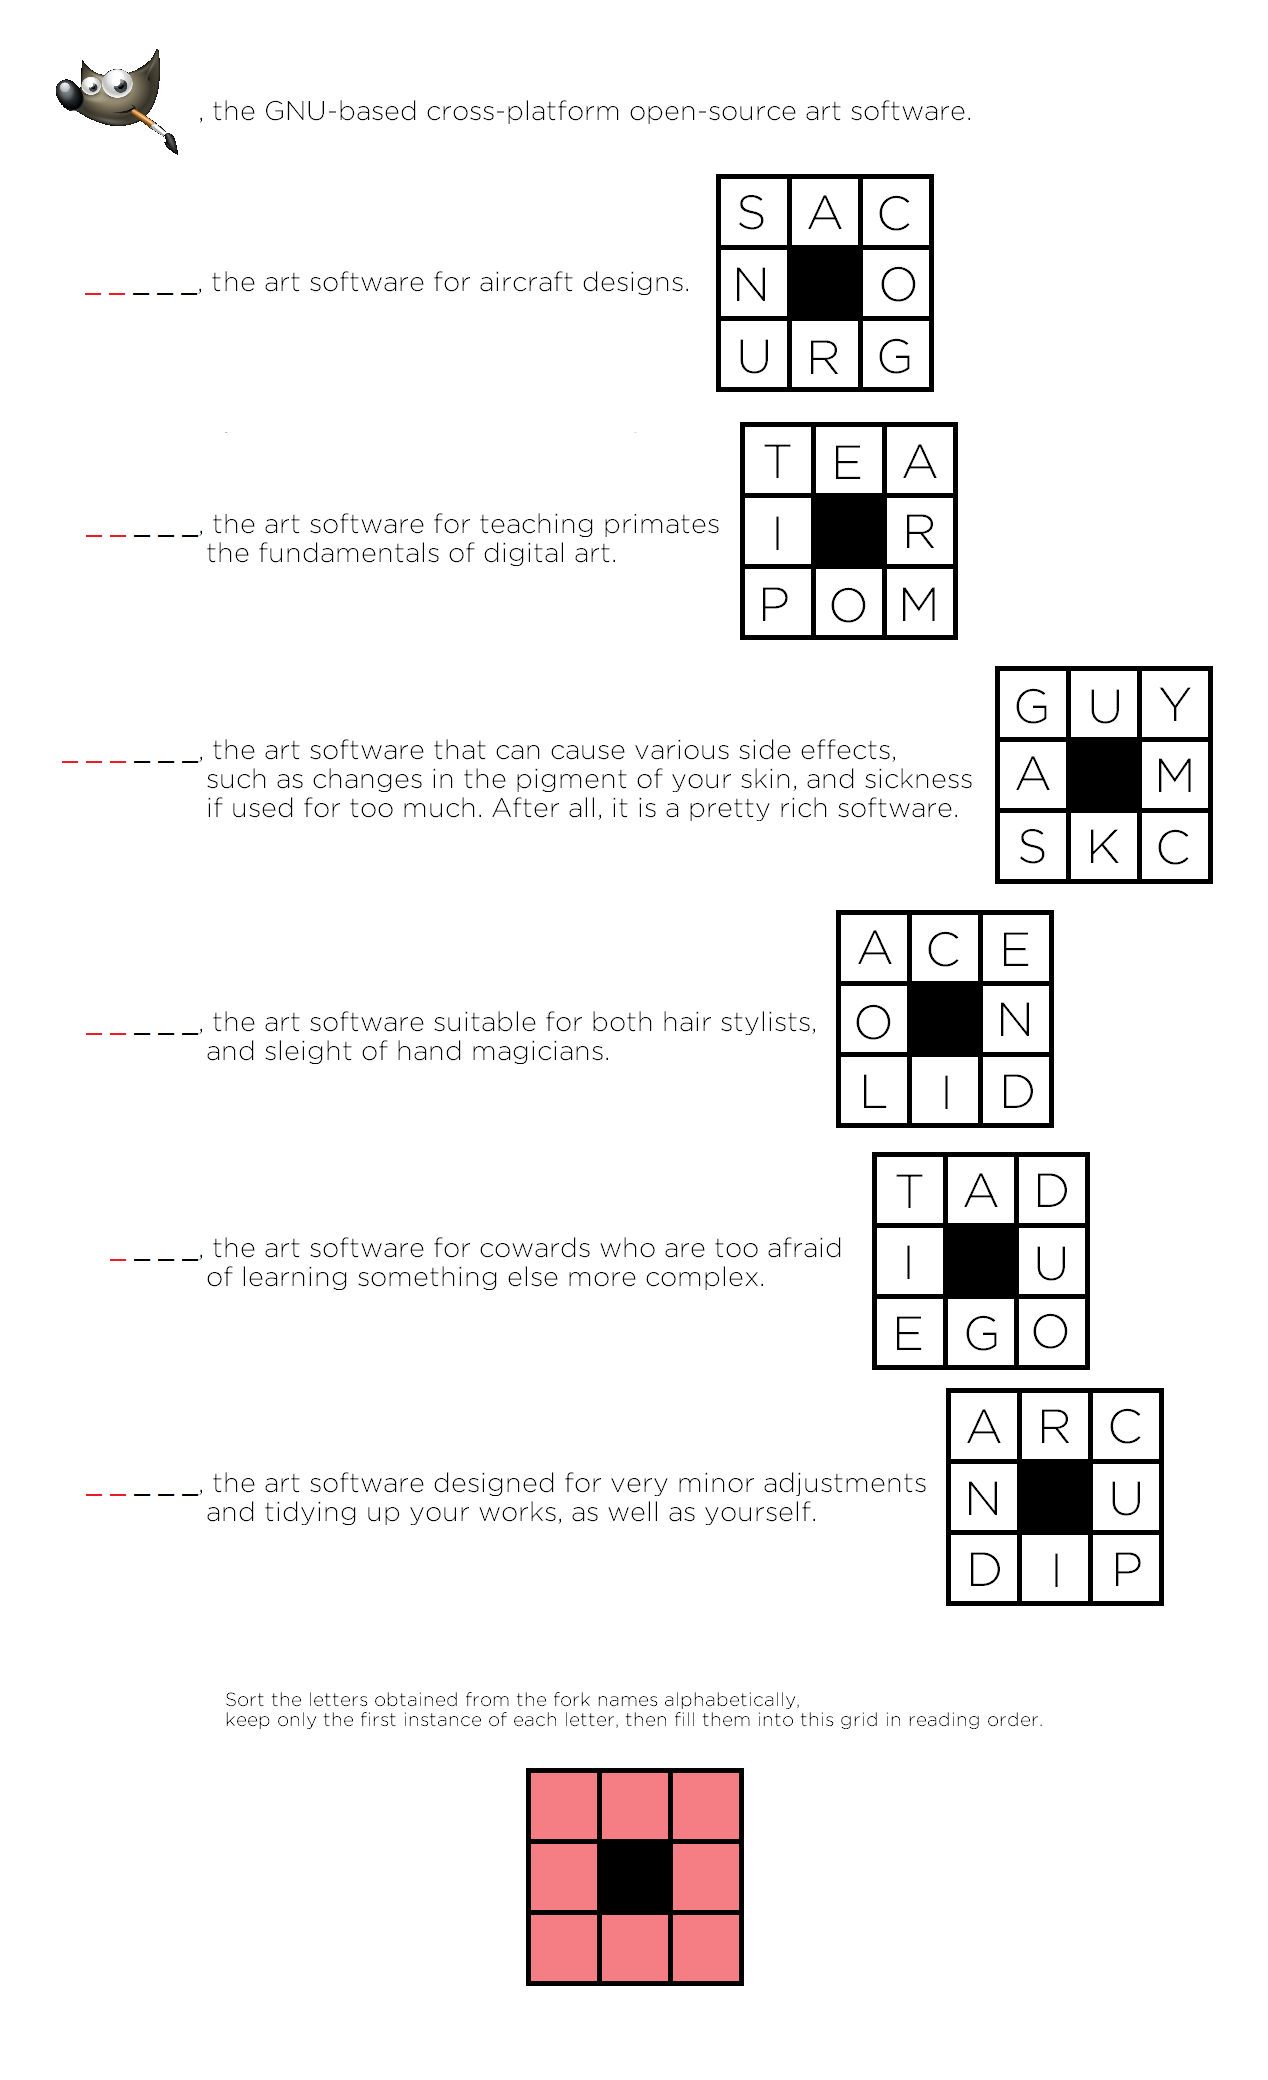 , the GNU-based cross-platform open-source art software.
S A C
N O
U R G
_ _ _ _ _, the art software for aircraft designs.
T E A
I R
P O M
_ _ _ _ _, the art software for teaching primates
the fundamentals of digital art.
G U Y
A M
S K C
_ _ _ _ _ _, the art software that can cause various side effects,
such as changes in the pigment of your skin, and sickness
if used for too much. After all, it is a pretty rich software.
A C E
O N
L I D
_ _ _ _ _, the art software suitable for both hair stylists,
and sleight of hand magicians.
T A D
I U
E G O
_ _ _ _, the art software for cowards who are too afraid
of learning something else more complex.
A R C
N U
D I P
_ _ _ _ _, the art software designed for very minor adjustments
and tidying up your works, as well as yourself.
Sort the letters obtained from the fork names alphabetically,
keep only the first instance of each letter, then fill them into this grid in reading order.